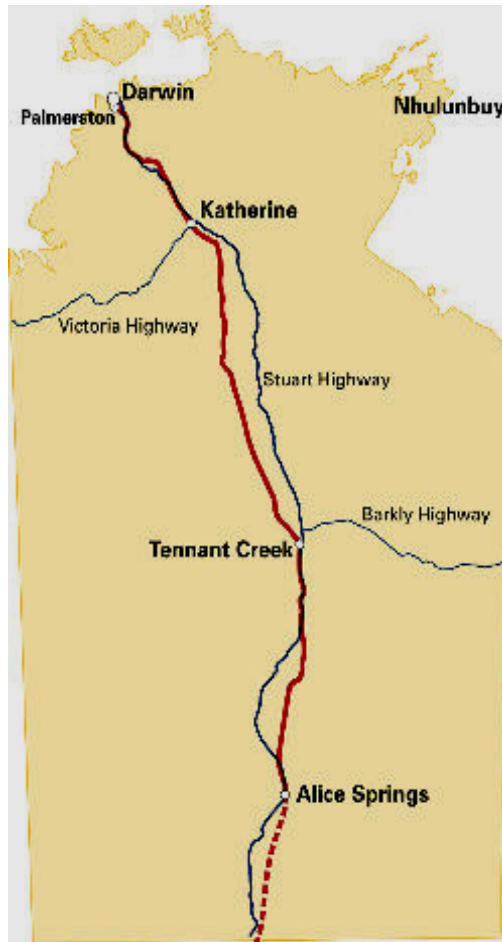 Darwin
Palmerston
Nhulunbuy
Katherine
Victoria Highway
Stuart Highway
Barkly Highway
Tennant Creek
Alice Springs